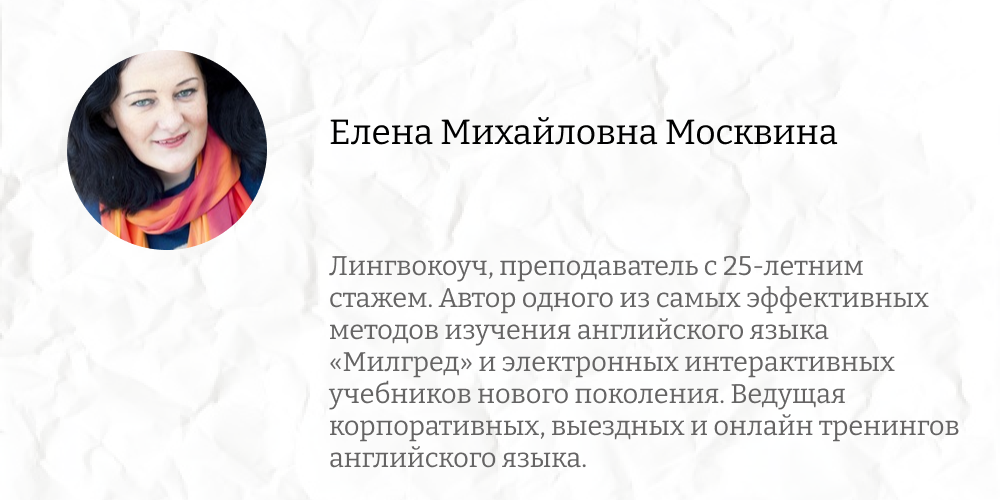 Елена Михайловна Москвина
Лингвокоуч, преподаватель с 25-летним
стажем. Автор одного из самых эффективных
методов изучения английского языка
«Милгред» и электронных интерактивных
учебников нового поколения. Ведущая
корпоративных, выездных и онлайн тренингов
английского языка.